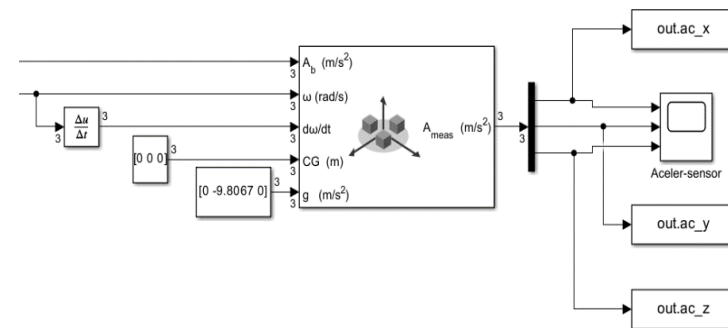 out.ac_x
A_b (m/s²)
3
ω (rad/s)
3
Δu
Δt
3
3
dω/dt
3
A_meas (m/s²)
3
3
Aceler-sensor
[0 0 0]
3
CG (m)
3
[0 -9.8067 0]
3
g (m/s²)
3
out.ac_y
out.ac_z